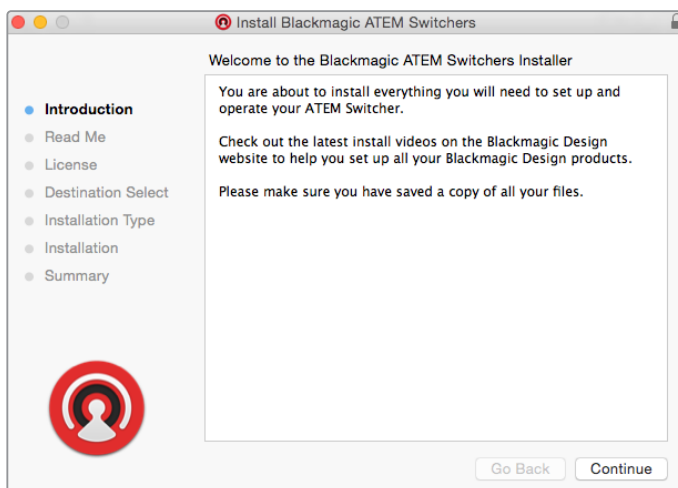 Install Blackmagic ATEM Switchers
Welcome to the Blackmagic ATEM Switchers Installer
Introduction
Read Me
License
Destination Select
Installation Type
Installation
Summary
You are about to install everything you will need to set up and
operate your ATEM Switcher.
Check out the latest install videos on the Blackmagic Design
website to help you set up all your Blackmagic Design products.
Please make sure you have saved a copy of all your files.
Go Back
Continue